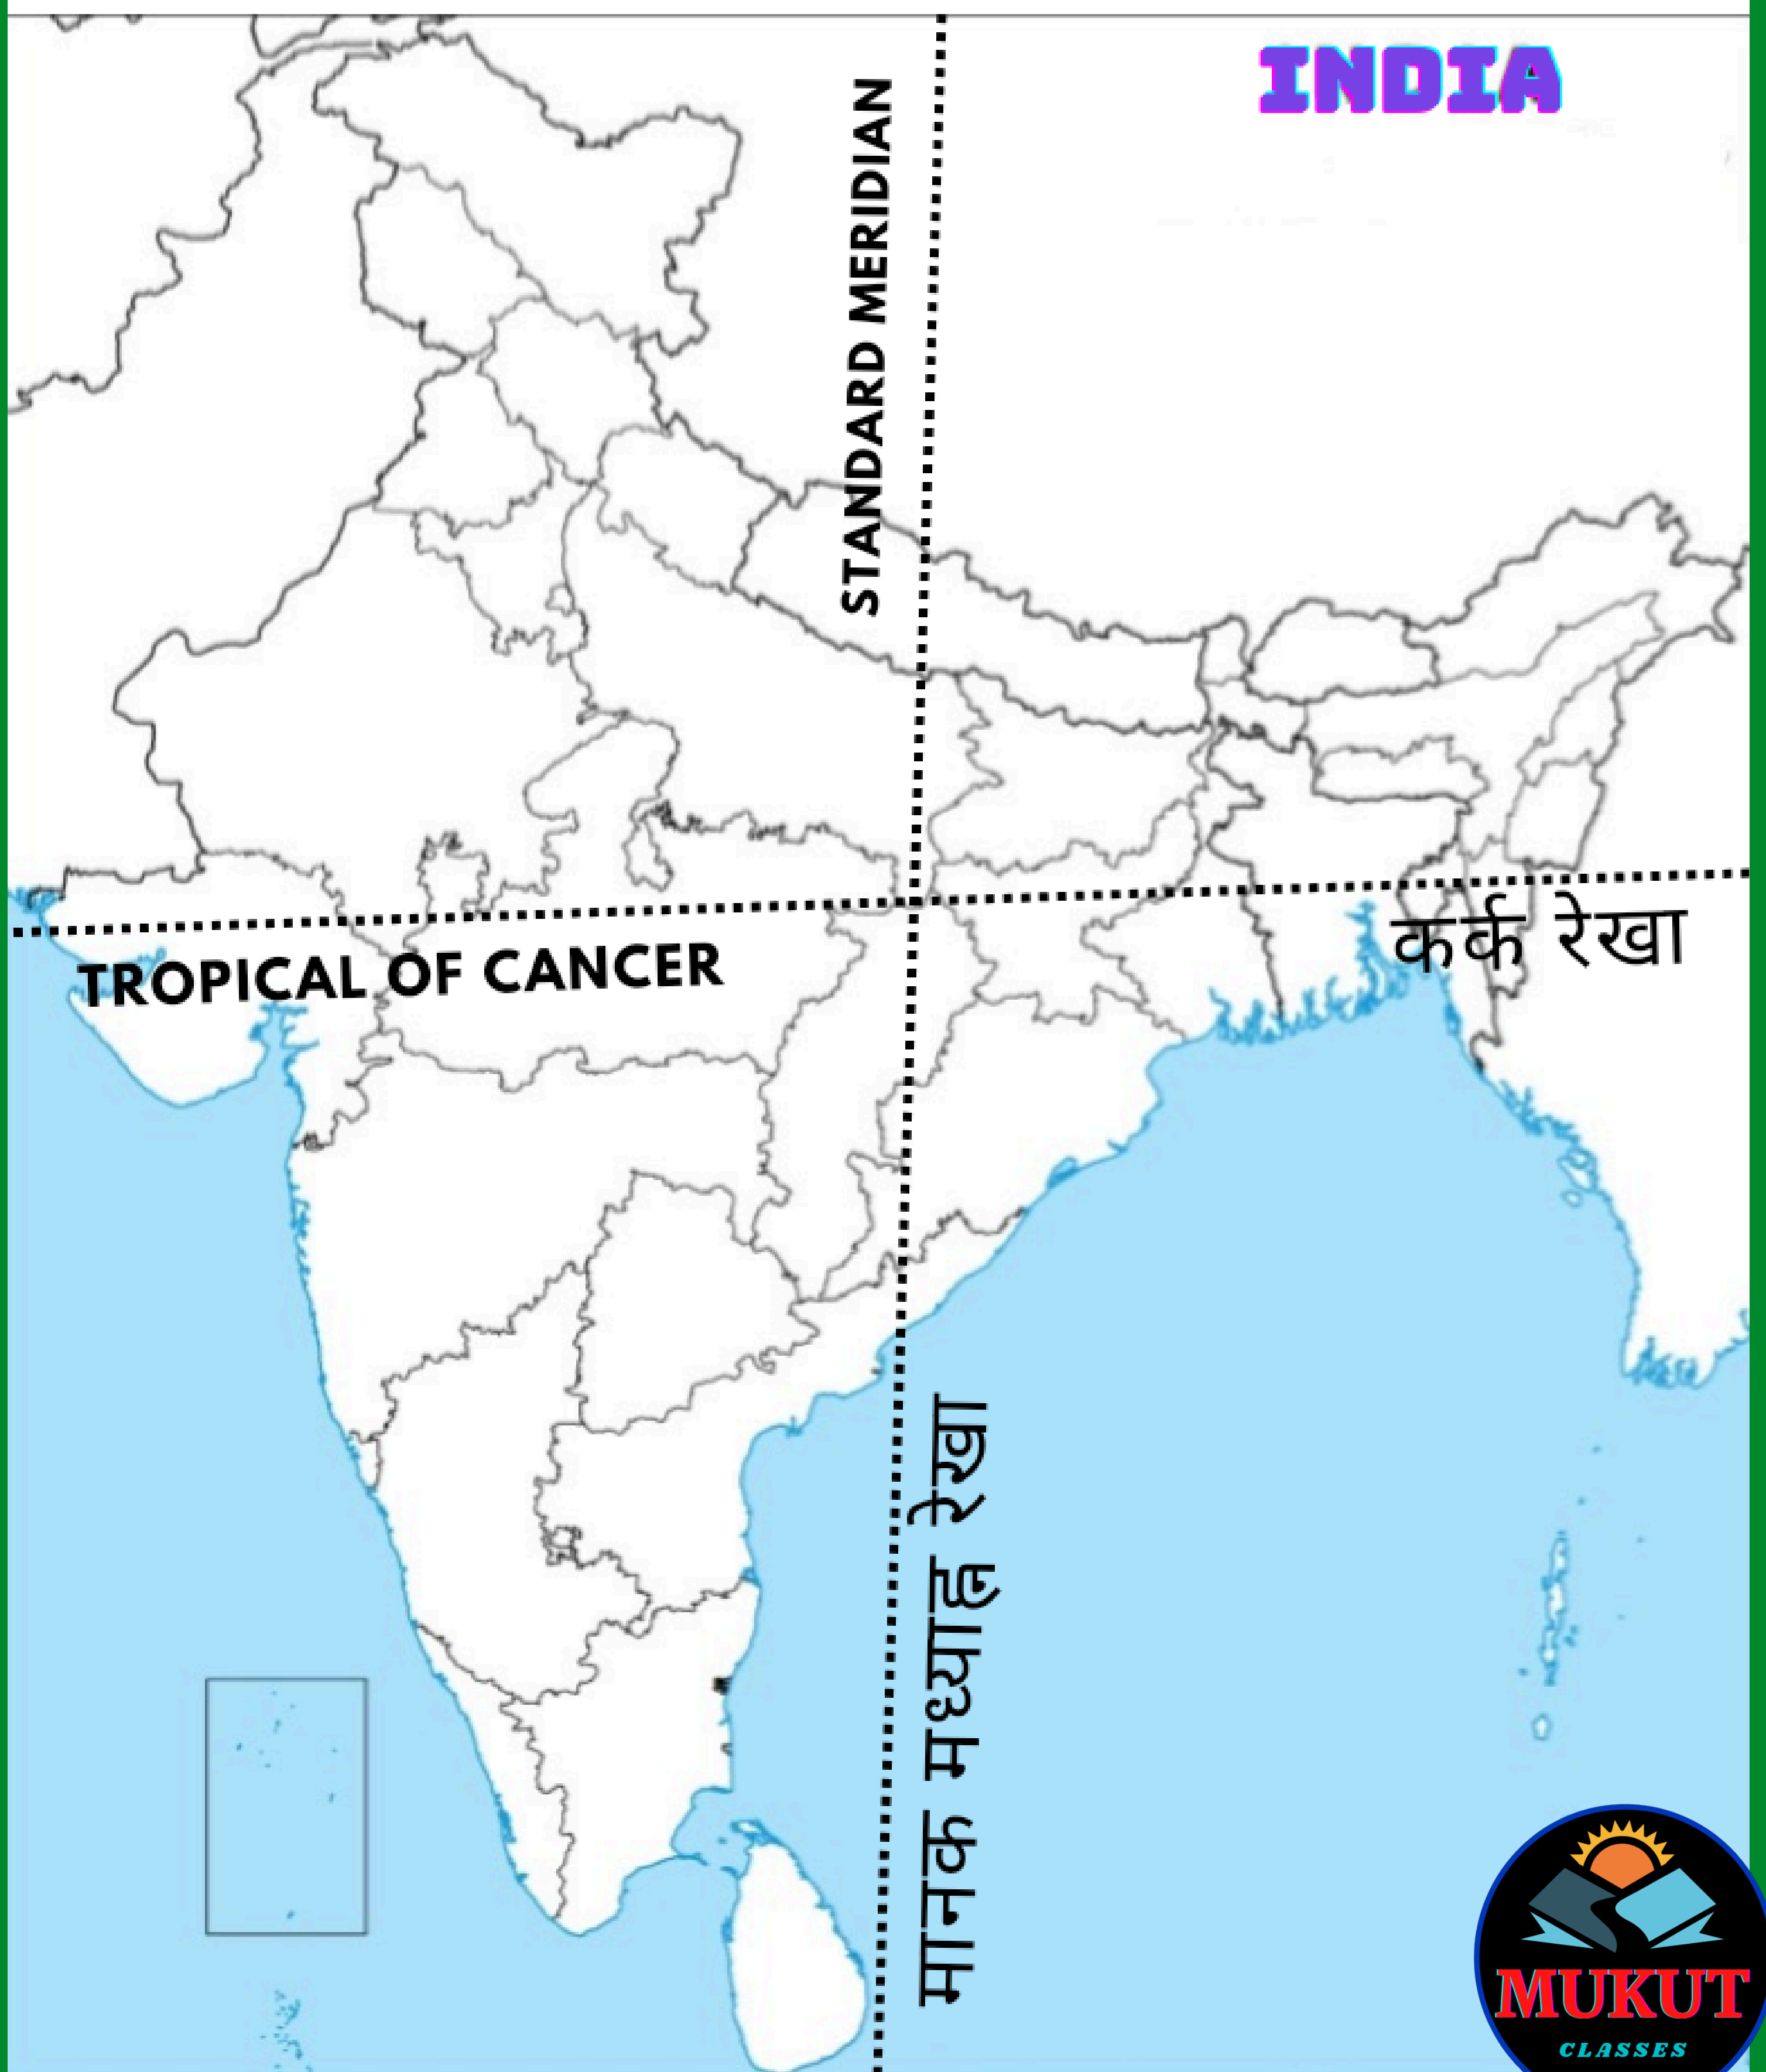 INDIA
STANDARD MERIDIAN
TROPICAL OF CANCER
कर्क रेखा
मानक मध्याह्न रेखा
MUKUT
CLASSES